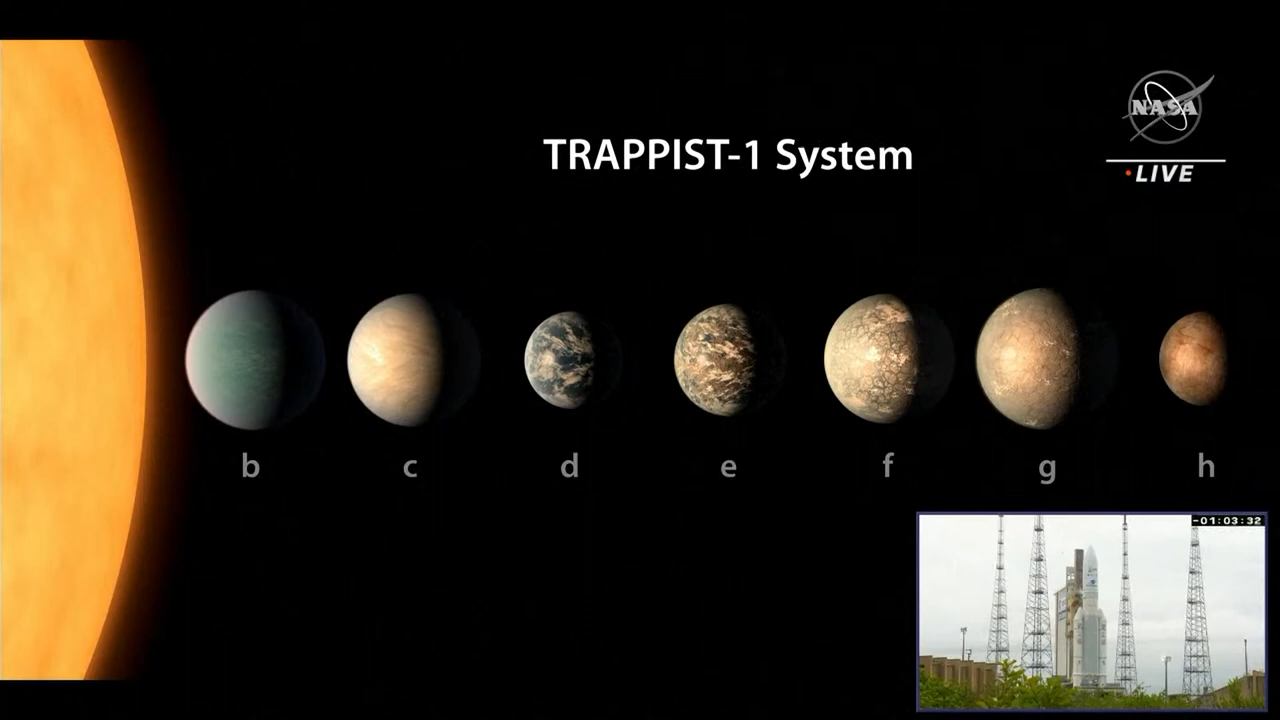 TRAPPIST-1 System
NASA
LIVE
b c d e f g h
-01:03:32